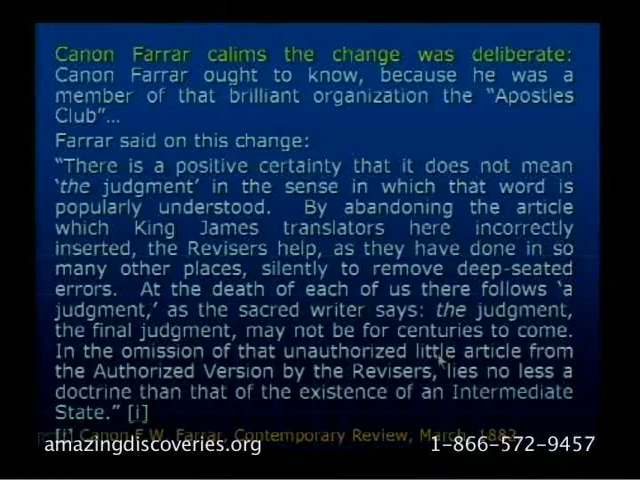 Canon Farrar calims the change was deliberate:
Canon Farrar ought to know, because he was a
member of that brilliant organization the “Apostles
Club”…
Farrar said on this change:
“There is a positive certainty that it does not mean
‘the judgment’ in the sense in which that word is
popularly understood. By abandoning the article
which King James translators here incorrectly
inserted, the Revisers help, as they have done in so
many other places, silently to remove deep-seated
errors. At the death of each of us there follows ‘a
judgment,’ as the sacred writer says: the judgment,
the final judgment, may not be for centuries to come.
In the omission of that unauthorized little article from
the Authorized Version by the Revisers, lies no less a
doctrine than that of the existence of an Intermediate
State.” [i]
[i] Canon F.W. Farrar, Contemporary Review, March, 1882
amazingdiscoveries.org 1-866-572-9457